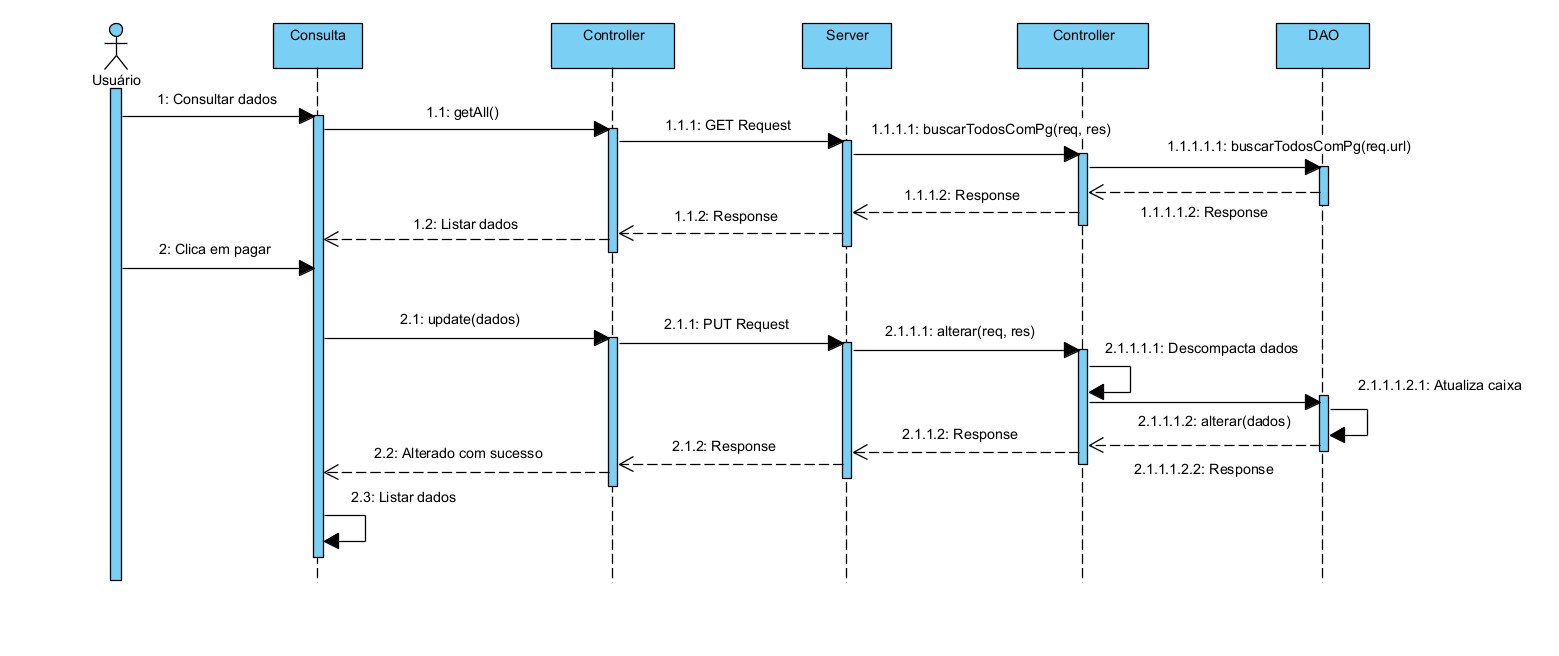 Consulta
Controller
Server
Controller
DAO
Usuário
1: Consultar dados
1.1: getAll()
1.1.1: GET Request
1.1.1.1: buscarTodosComPg(req, res)
1.1.1.1.1: buscarTodosComPg(req.url)
1.1.1.1.2: Response
1.1.1.2: Response
1.1.2: Response
1.2: Listar dados
2: Clica em pagar
2.1: update(dados)
2.1.1: PUT Request
2.1.1.1: alterar(req, res)
2.1.1.1.1: Descompacta dados
2.1.1.1.2: alterar(dados)
2.1.1.1.2.1: Atualiza caixa
2.1.1.1.2.2: Response
2.1.1.2: Response
2.1.2: Response
2.2: Alterado com sucesso
2.3: Listar dados